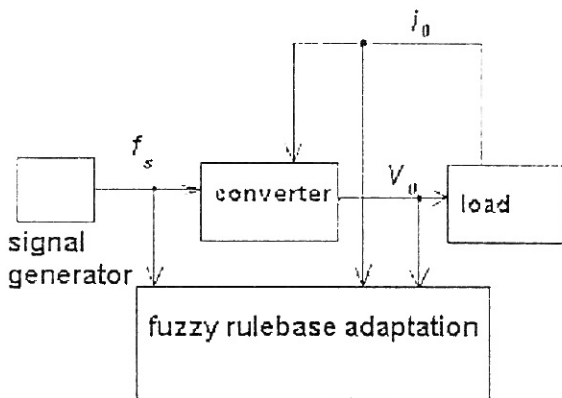 i₀
fₛ
converter
V₀
load
signal
generator
fuzzy rulebase adaptation